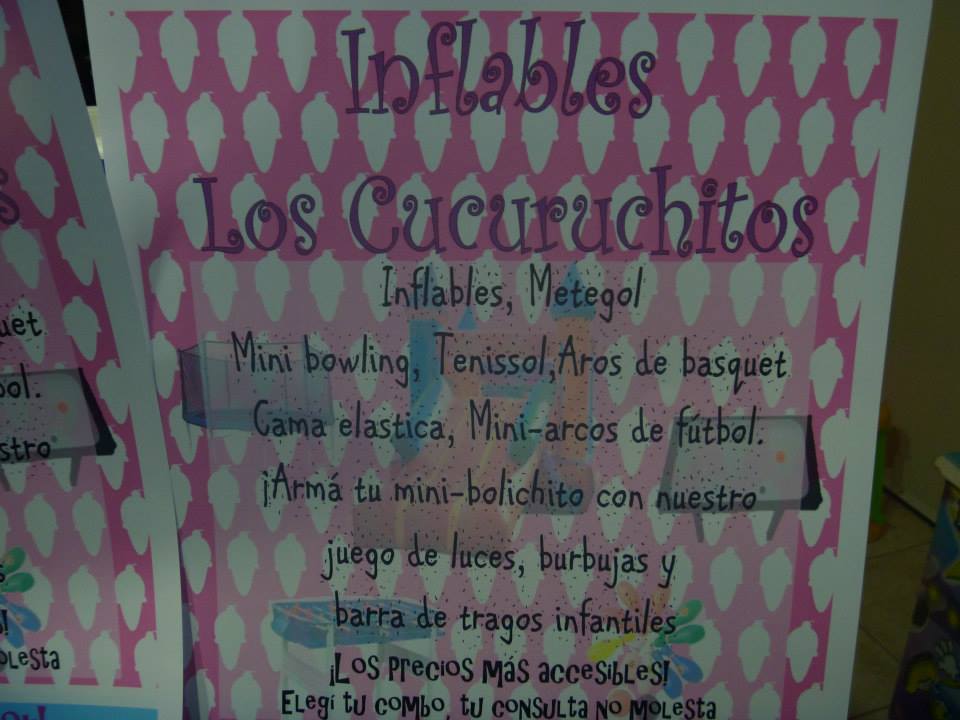 Inflables
Los Cucuruchitos
Inflables, Metegol
Mini bowling, Tenissol,Aros de basquet
Cama elastica, Mini-arcos de fútbol.
¡Armá tu mini-bolichito con nuestro
juego de luces, burbujas y
barra de tragos infantiles
¡Los precios más accesibles!
Elegí tu combo, tu consulta no molesta
uet
bol.
stro
olesta